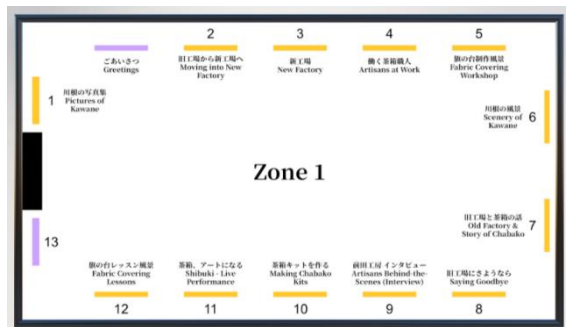 ごあいさつ
Greetings
2
旧工場から新工場へ
Moving into New
Factory
3
新工場
New Factory
4
働く茶箱職人
Artisans at Work
5
旗の台制作風景
Fabric Covering
Workshop
1
川根の写真集
Pictures of
Kawane
川根の風景
Scenery of
Kawane
6
Zone 1
旧工場と茶箱の話
Old Factory &
Story of Chabako
7
13
旗の台レッスン風景
Fabric Covering
Lessons
12
茶箱、アートになる
Shibuki - Live
Performance
11
茶箱キットを作る
Making Chabako
Kits
10
前田工房 インタビュー
Artisans Behind-the-
Scenes (Interview)
9
旧工場にさようなら
Saying Goodbye
8